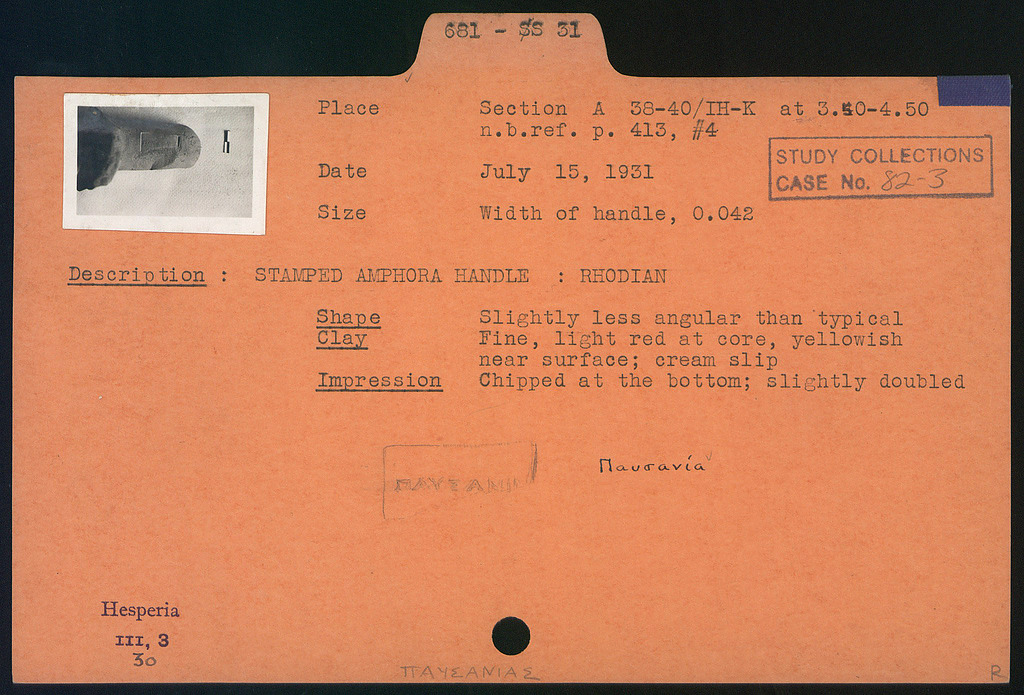 681 - SS 31
Place Section A 38-40/IH-K at 3.40-4.50
n.b.ref. p. 413, #4
STUDY COLLECTIONS
CASE No. 82-3
Date July 15, 1931
Size Width of handle, 0.042
Description : STAMPED AMPHORA HANDLE : RHODIAN
Shape Slightly less angular than typical
Clay Fine, light red at core, yellowish
near surface; cream slip
Impression Chipped at the bottom; slightly doubled
ΠΑΥΣΑΝΙΑ
Παυσανία
Hesperia
III, 3
30
ΠΑΥΣΑΝΙΑΣ
R